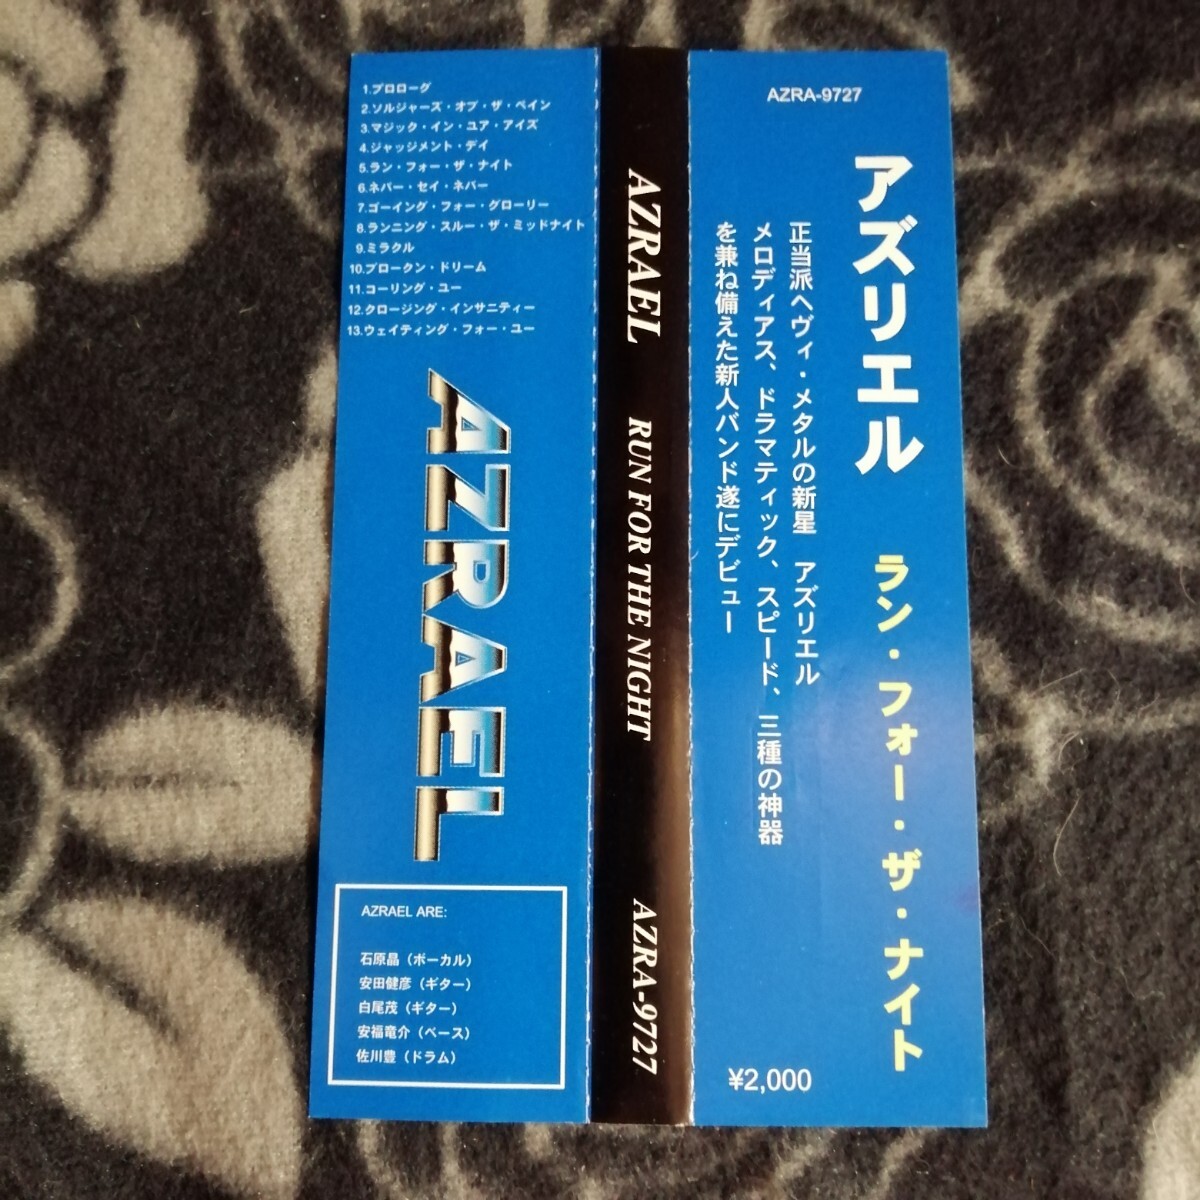 1.プロローグ
2.ソルジャーズ・オブ・ザ・ペイン
3.マジック・イン・ユア・アイズ
4.ジャッジメント・デイ
5.ラン・フォー・ザ・ナイト
6.ネバー・セイ・ネバー
7.ゴーイング・フォー・グローリー
8.ランニング・スルー・ザ・ミッドナイト
9.ミラクル
10.ブロークン・ドリーム
11.コーリング・ユー
12.クロージング・インサニティー
13.ウェイティング・フォー・ユー
AZRAEL
AZRAEL ARE:
石原晶（ボーカル）
安田健彦（ギター）
白尾茂（ギター）
安福竜介（ベース）
佐川豊（ドラム）
AZRAEL RUN FOR THE NIGHT AZRA-9727
AZRA-9727
アズリエル
ラン・フォー・ザ・ナイト
正当派ヘヴィ・メタルの新星 アズリエル
メロディアス、ドラマティック、スピード、三種の神器
を兼ね備えた新人バンド遂にデビュー
¥2,000